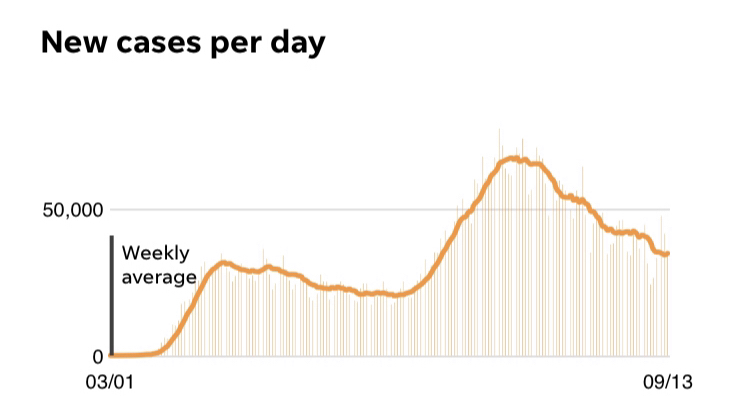 New cases per day
50,000
Weekly
average
0
03/01
09/13